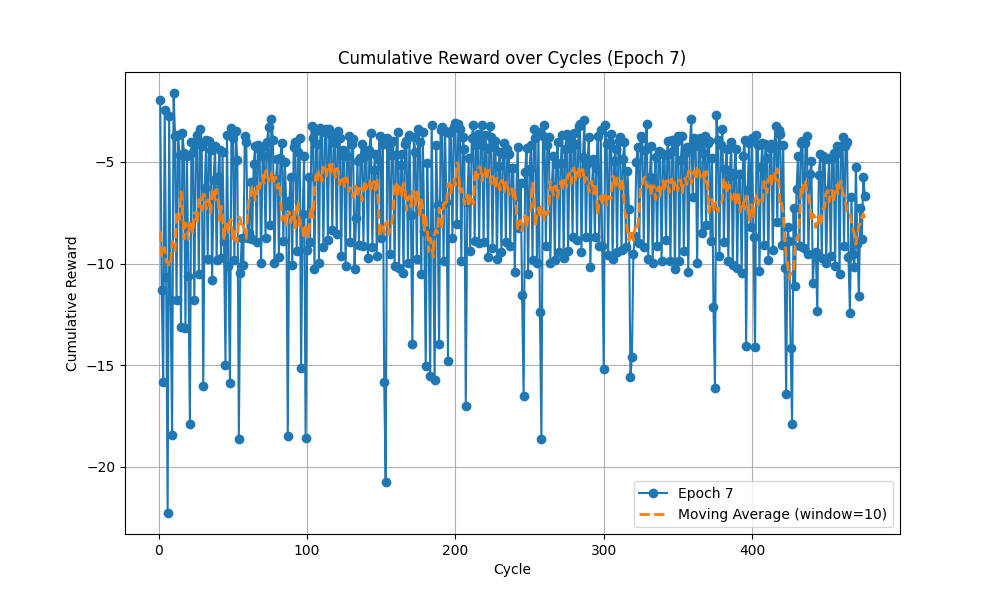 Cumulative Reward over Cycles (Epoch 7)
Cumulative Reward
−5
−10
−15
−20
0
100
200
300
400
Cycle
Epoch 7
Moving Average (window=10)